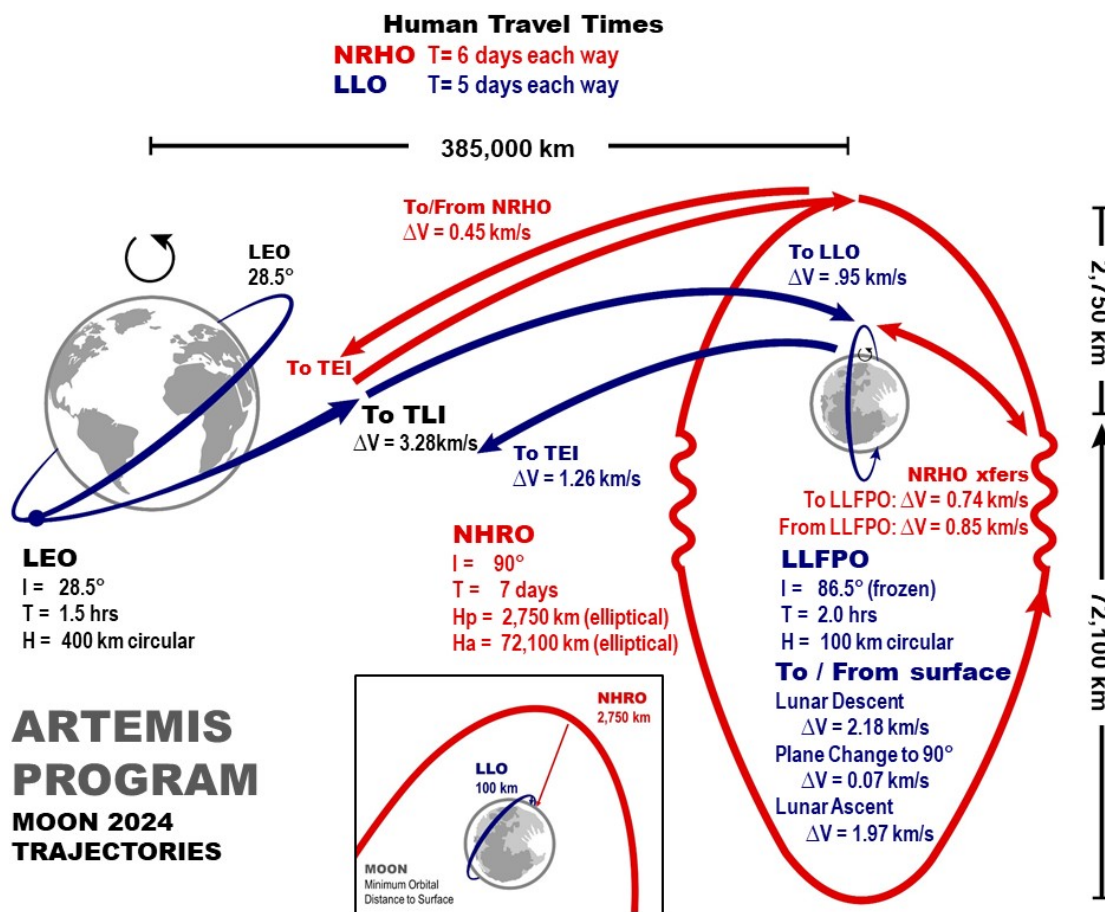 Human Travel Times
NRHO T= 6 days each way
LLO T= 5 days each way
385,000 km
To/From NRHO
ΔV = 0.45 km/s
LEO
28.5°
To LLO
ΔV = .95 km/s
2,750 km
To TEI
To TLI
ΔV = 3.28km/s
To TEI
ΔV = 1.26 km/s
NRHO xfers
To LLFPO: ΔV = 0.74 km/s
From LLFPO: ΔV = 0.85 km/s
72,100 km
LEO
I = 28.5°
T = 1.5 hrs
H = 400 km circular
NHRO
I = 90°
T = 7 days
Hp = 2,750 km (elliptical)
Ha = 72,100 km (elliptical)
LLFPO
I = 86.5° (frozen)
T = 2.0 hrs
H = 100 km circular
To / From surface
Lunar Descent
ΔV = 2.18 km/s
Plane Change to 90°
ΔV = 0.07 km/s
Lunar Ascent
ΔV = 1.97 km/s
NHRO
2,750 km
LLO
100 km
MOON
Minimum Orbital
Distance to Surface
ARTEMIS
PROGRAM
MOON 2024
TRAJECTORIES